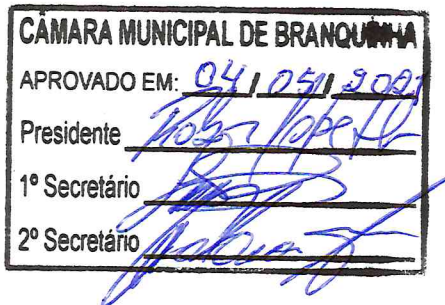 CÂMARA MUNICIPAL DE BRANQUINHA
APROVADO EM: 04 / 05 / 2021
Presidente
1º Secretário
2º Secretário